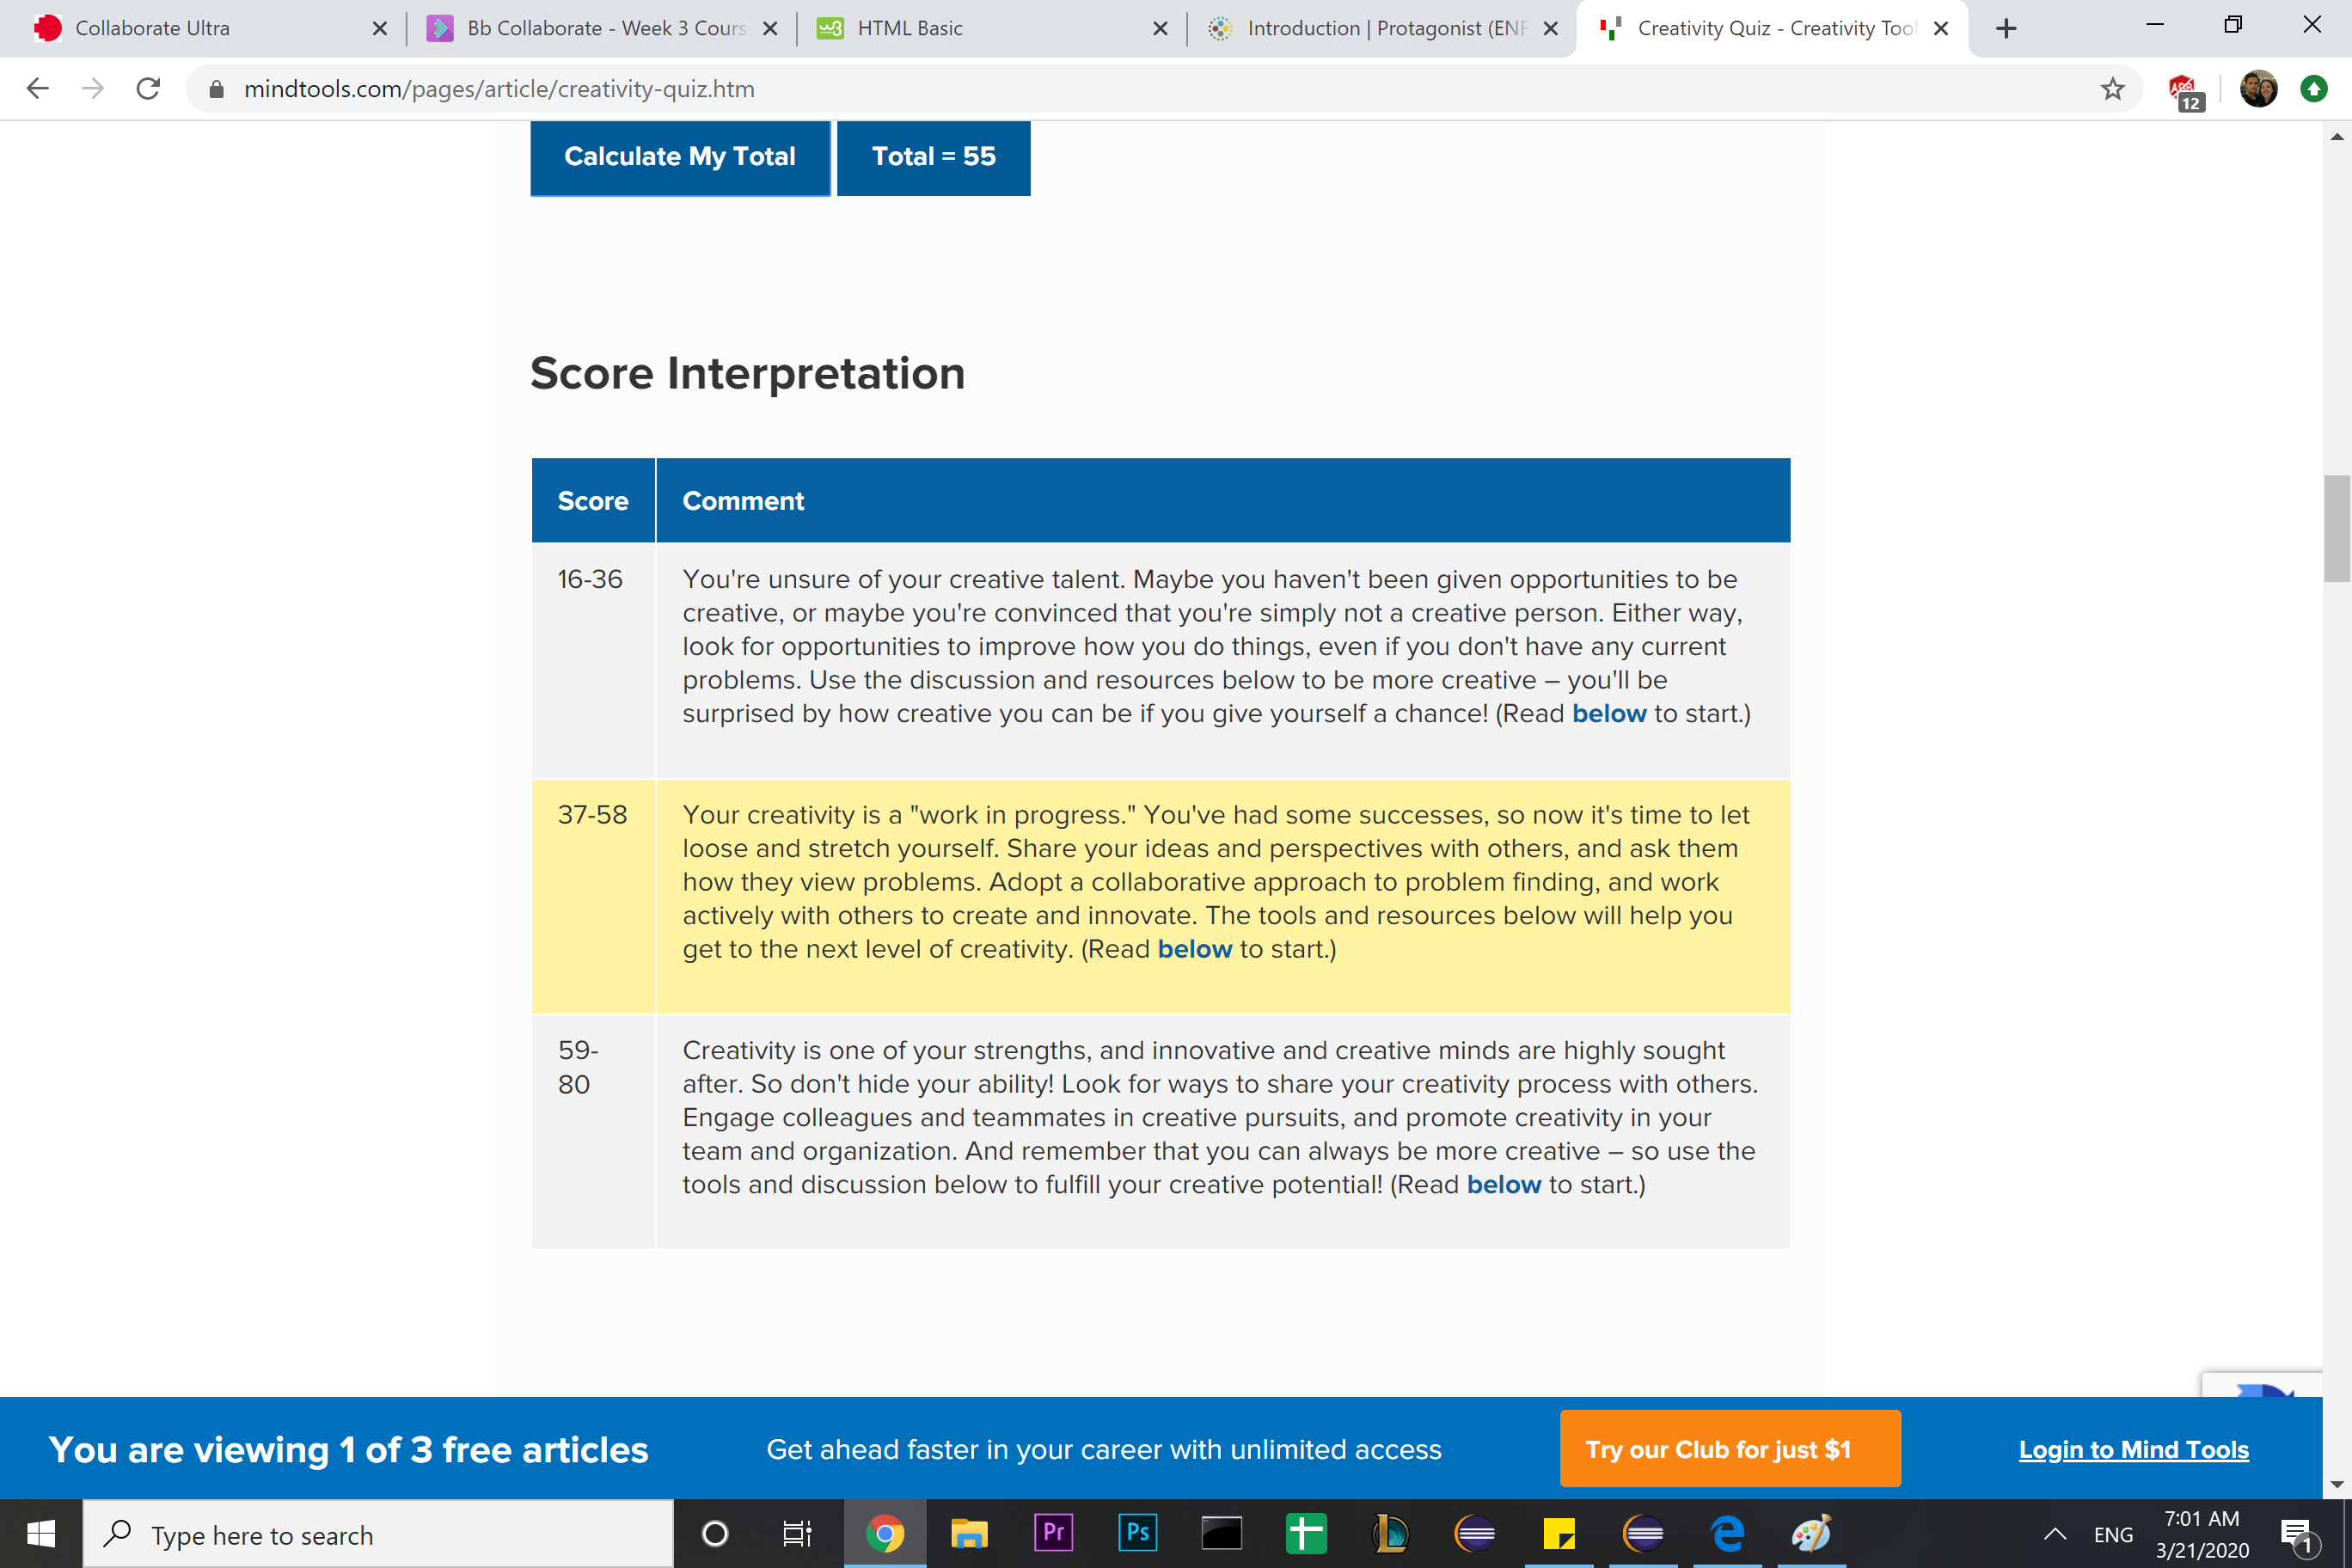 Collaborate Ultra
Bb Collaborate - Week 3 Cours
HTML Basic
Introduction | Protagonist (ENF
Creativity Quiz - Creativity Tool
mindtools.com/pages/article/creativity-quiz.htm
12
Calculate My Total
Total = 55
Score Interpretation
Score
Comment
16-36
You're unsure of your creative talent. Maybe you haven't been given opportunities to be
creative, or maybe you're convinced that you're simply not a creative person. Either way,
look for opportunities to improve how you do things, even if you don't have any current
problems. Use the discussion and resources below to be more creative – you'll be
surprised by how creative you can be if you give yourself a chance! (Read below to start.)
37-58
Your creativity is a "work in progress." You've had some successes, so now it's time to let
loose and stretch yourself. Share your ideas and perspectives with others, and ask them
how they view problems. Adopt a collaborative approach to problem finding, and work
actively with others to create and innovate. The tools and resources below will help you
get to the next level of creativity. (Read below to start.)
59-
80
Creativity is one of your strengths, and innovative and creative minds are highly sought
after. So don't hide your ability! Look for ways to share your creativity process with others.
Engage colleagues and teammates in creative pursuits, and promote creativity in your
team and organization. And remember that you can always be more creative – so use the
tools and discussion below to fulfill your creative potential! (Read below to start.)
You are viewing 1 of 3 free articles
Get ahead faster in your career with unlimited access
Try our Club for just $1
Login to Mind Tools
Type here to search
Pr
Ps
ENG
7:01 AM
3/21/2020
1